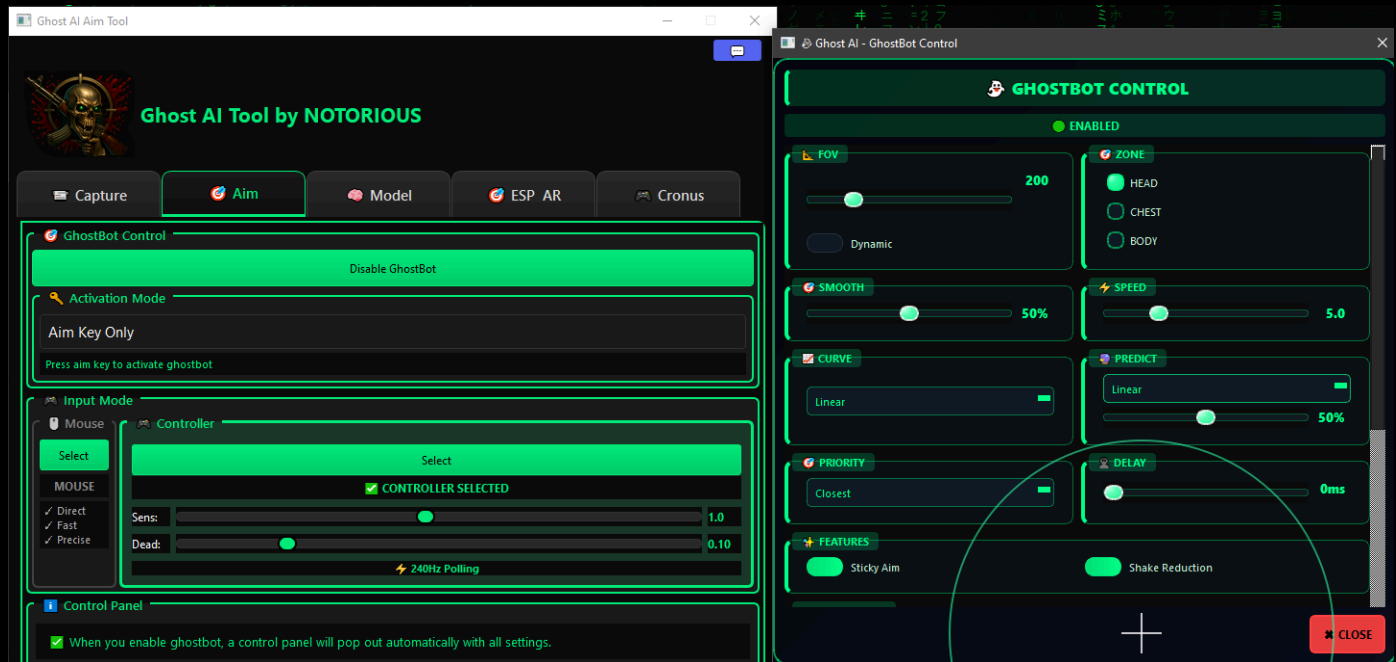 Ghost AI Aim Tool
Ghost AI Tool by NOTORIOUS
Capture
Aim
Model
ESP AR
Cronus
GhostBot Control
Disable GhostBot
Activation Mode
Aim Key Only
Press aim key to activate ghostbot
Input Mode
Mouse
Select
MOUSE
✓ Direct
✓ Fast
✓ Precise
Controller
Select
✅ CONTROLLER SELECTED
Sens: 1.0
Dead: 0.10
⚡ 240Hz Polling
Control Panel
✅ When you enable ghostbot, a control panel will pop out automatically with all settings.
Ghost AI - GhostBot Control
GHOSTBOT CONTROL
ENABLED
FOV
200
Dynamic
ZONE
HEAD
CHEST
BODY
SMOOTH
50%
SPEED
5.0
CURVE
Linear
PREDICT
Linear
50%
PRIORITY
Closest
DELAY
0ms
FEATURES
Sticky Aim
Shake Reduction
✖ CLOSE